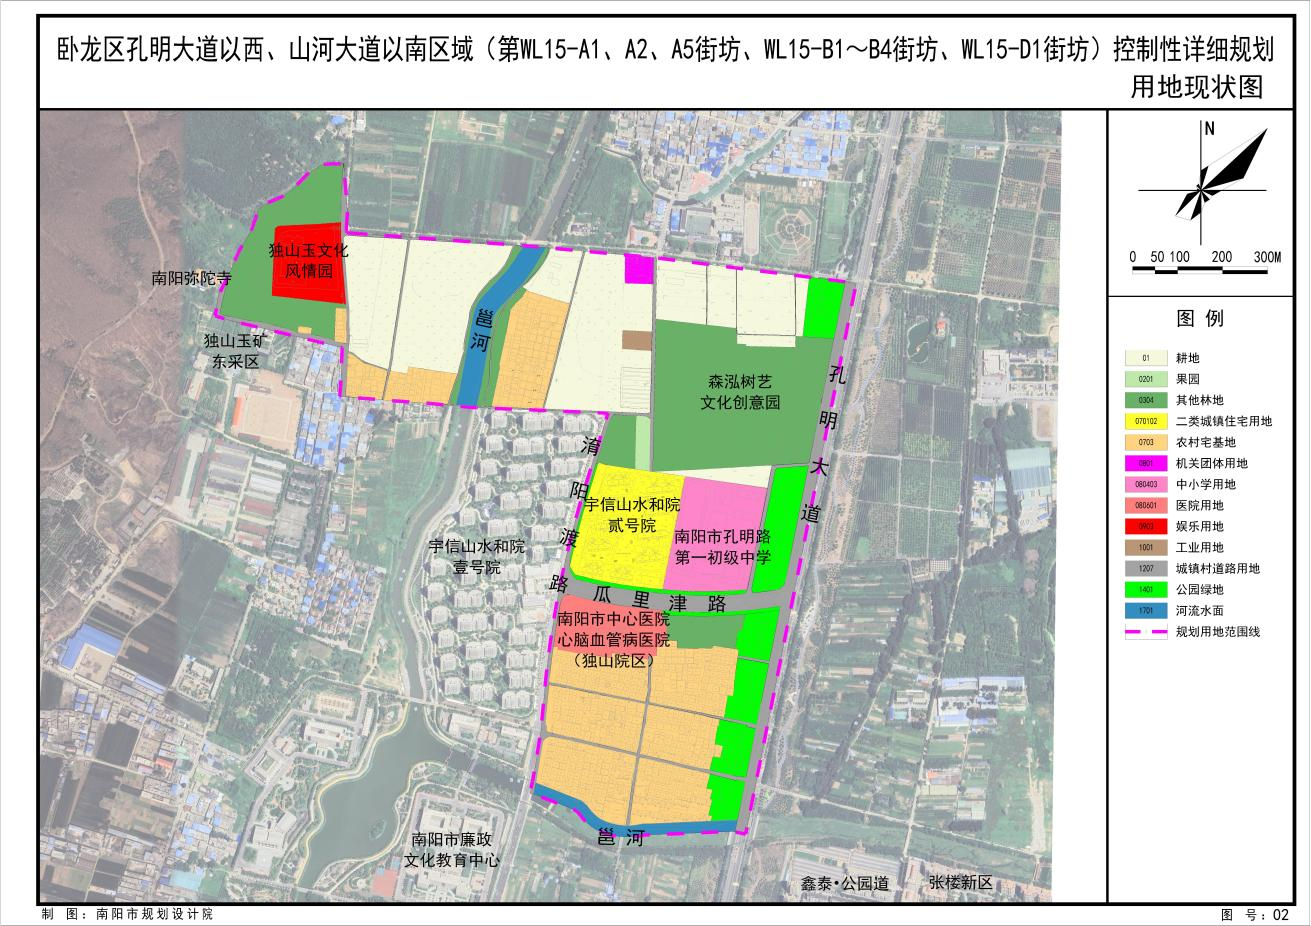 卧龙区孔明大道以西、山河大道以南区域（第WL15-A1、A2、A5街坊、WL15-B1～B4街坊、WL15-D1街坊）控制性详细规划
用地现状图
N
0 50 100 200 300M
图 例
01 耕地
0201 果园
0304 其他林地
070102 二类城镇住宅用地
0703 农村宅基地
0801 机关团体用地
080403 中小学用地
080601 医院用地
0903 娱乐用地
1001 工业用地
1207 城镇村道路用地
1401 公园绿地
1701 河流水面
规划用地范围线
独山玉文化
风情园
南阳弥陀寺
独山玉矿
东采区
邕河
森泓树艺
文化创意园
孔明大道
淯阳渡路
宇信山水和院
贰号院
南阳市孔明路
第一初级中学
宇信山水和院
壹号院
瓜里津路
南阳市中心医院
心脑血管病医院
（独山院区）
邕河
南阳市廉政
文化教育中心
鑫泰•公园道
张楼新区
制 图：南阳市规划设计院
图 号：02